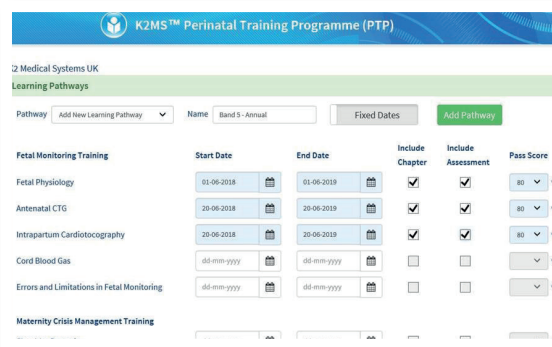 K2MS™ Perinatal Training Programme (PTP)
K2 Medical Systems UK
Learning Pathways
Pathway Add New Learning Pathway Name Band 5 - Annual Fixed Dates Add Pathway
Fetal Monitoring Training Start Date End Date Include Chapter Include Assessment Pass Score
Fetal Physiology 01-06-2018 01-06-2019 80
Antenatal CTG 20-06-2018 20-06-2019 80
Intrapartum Cardiotocography 20-06-2018 20-06-2019 80
Cord Blood Gas dd-mm-yyyy dd-mm-yyyy
Errors and Limitations in Fetal Monitoring dd-mm-yyyy dd-mm-yyyy
Maternity Crisis Management Training